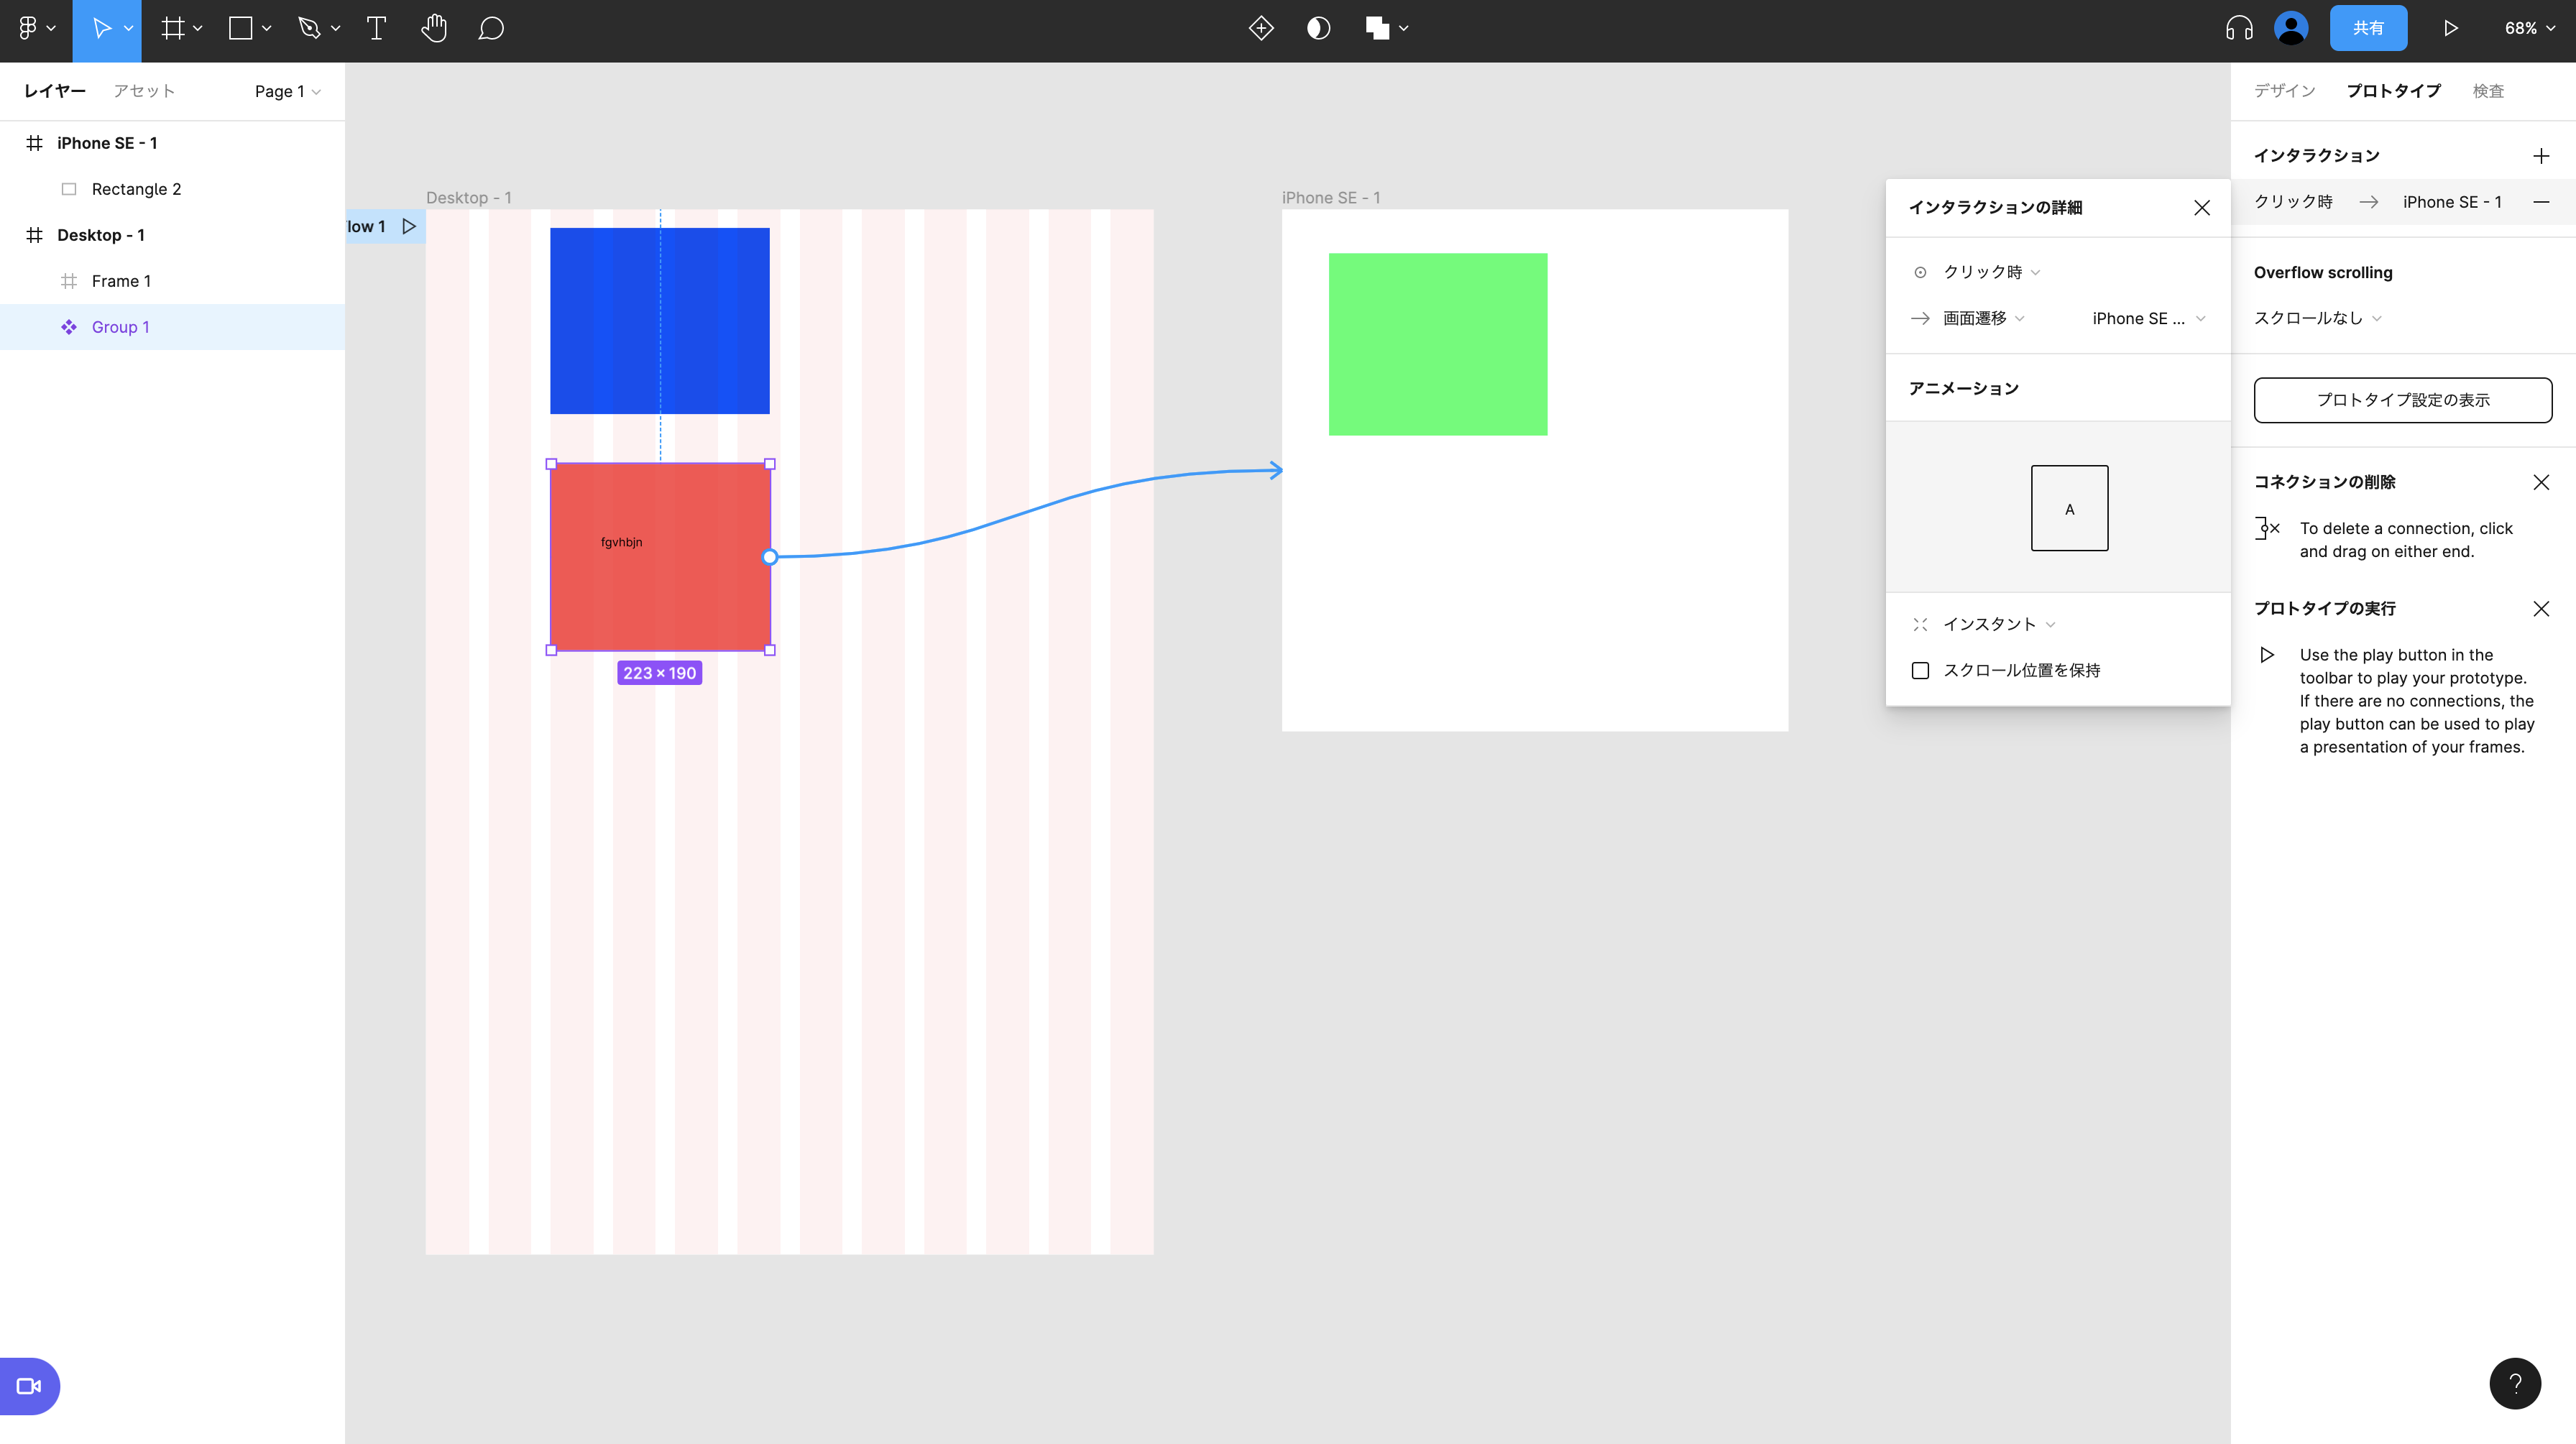 共有
68%
レイヤー
アセット
Page 1
iPhone SE - 1
Rectangle 2
Desktop - 1
Frame 1
Group 1
Desktop - 1
low 1
fgvhbjn
223 × 190
iPhone SE - 1
インタラクションの詳細
クリック時
画面遷移
iPhone SE ...
アニメーション
A
インスタント
スクロール位置を保持
デザイン
プロトタイプ
検査
インタラクション
クリック時
iPhone SE - 1
Overflow scrolling
スクロールなし
プロトタイプ設定の表示
コネクションの削除
To delete a connection, click
and drag on either end.
プロトタイプの実行
Use the play button in the
toolbar to play your prototype.
If there are no connections, the
play button can be used to play
a presentation of your frames.
?